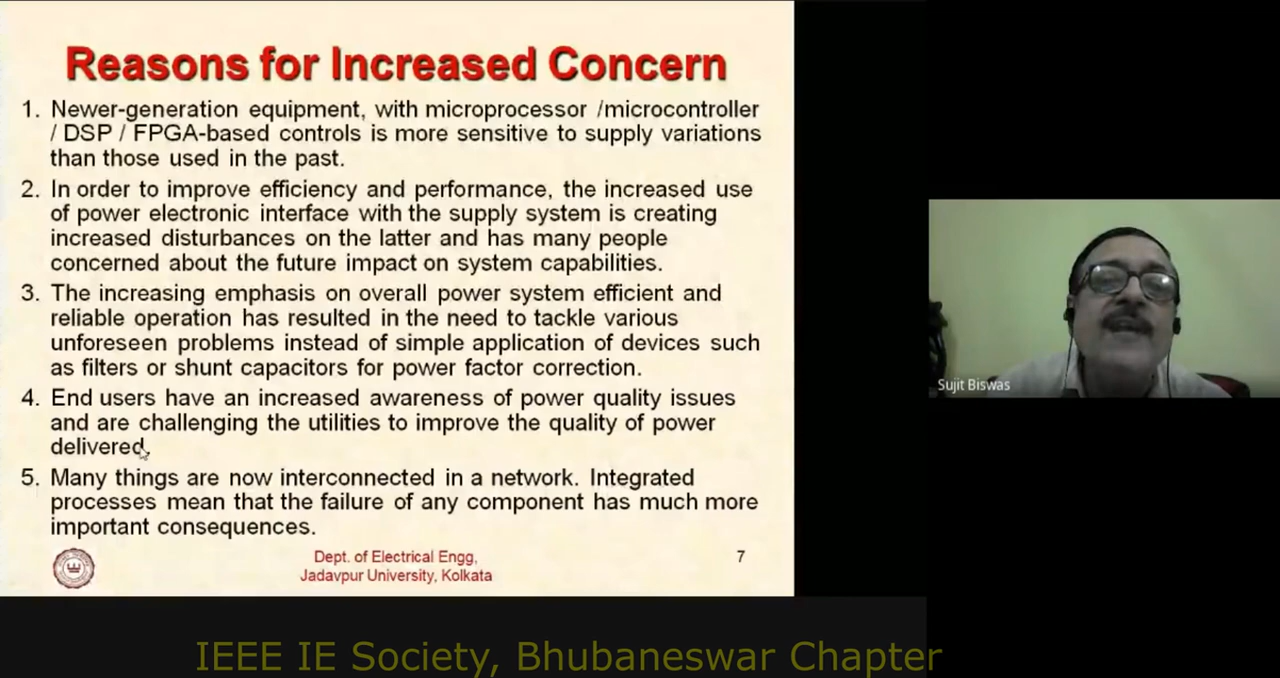 Reasons for Increased Concern
1. Newer-generation equipment, with microprocessor /microcontroller
/ DSP / FPGA-based controls is more sensitive to supply variations
than those used in the past.
2. In order to improve efficiency and performance, the increased use
of power electronic interface with the supply system is creating
increased disturbances on the latter and has many people
concerned about the future impact on system capabilities.
3. The increasing emphasis on overall power system efficient and
reliable operation has resulted in the need to tackle various
unforeseen problems instead of simple application of devices such
as filters or shunt capacitors for power factor correction.
4. End users have an increased awareness of power quality issues
and are challenging the utilities to improve the quality of power
delivered.
5. Many things are now interconnected in a network. Integrated
processes mean that the failure of any component has much more
important consequences.
Dept. of Electrical Engg,
Jadavpur University, Kolkata
7
Sujit Biswas
IEEE IE Society, Bhubaneswar Chapter